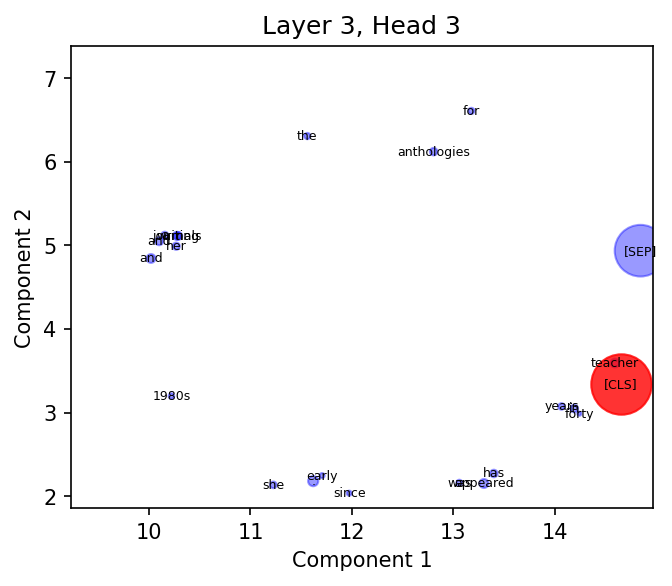 Layer 3, Head 3
7
6
5
4
3
2
10
11
12
13
14
Component 1
Component 2
for
the
anthologies
and
her
and
[SEP]
teacher
[CLS]
1980s
years
forty
has
early
she
since
was
appeared